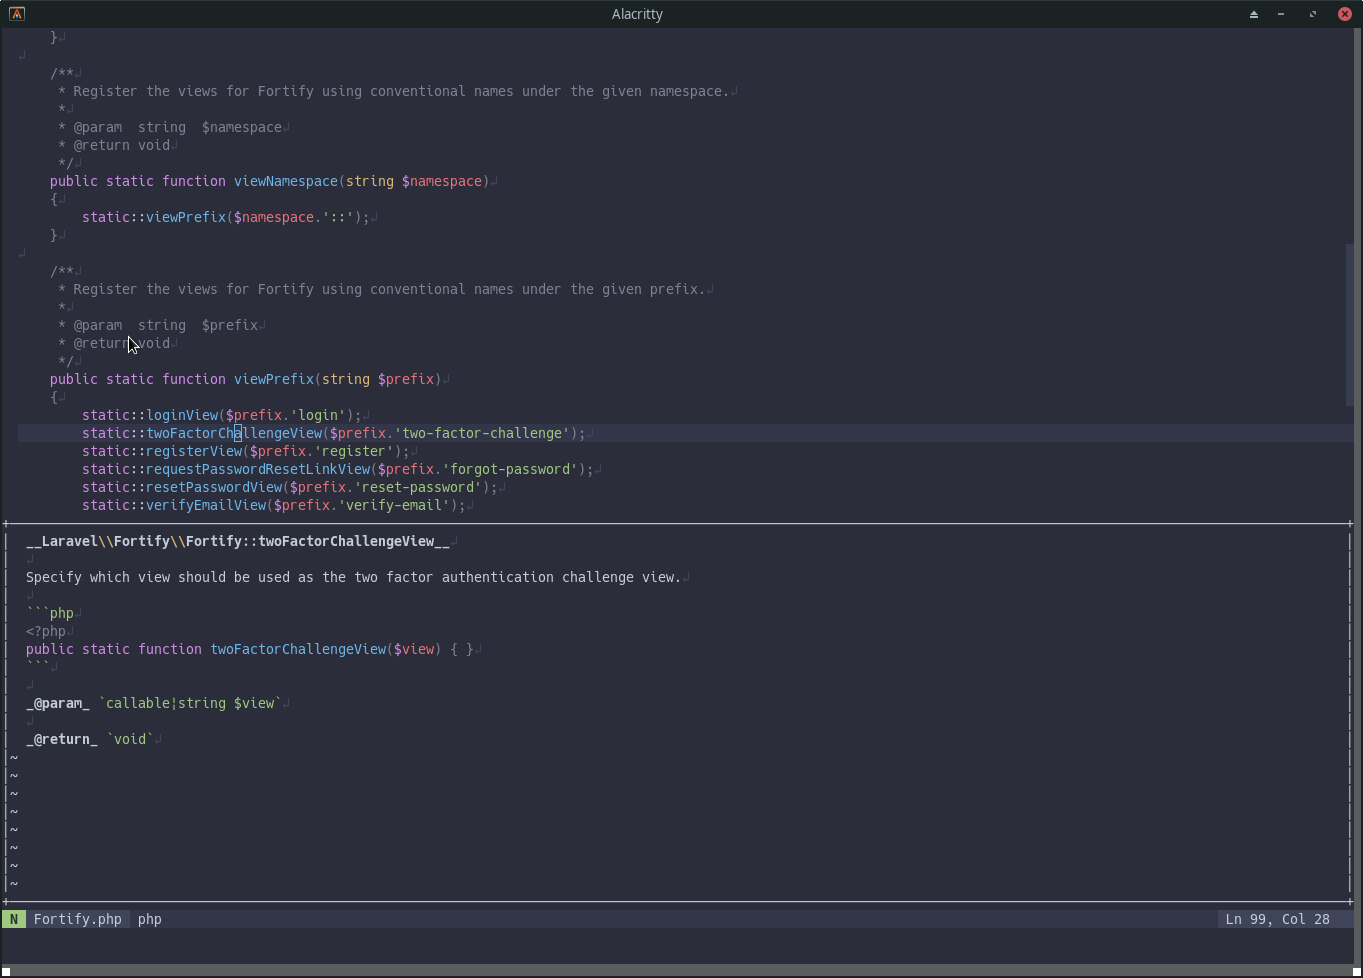 Alacritty
    }↲
↲
    /**↲
     * Register the views for Fortify using conventional names under the given namespace.↲
     *↲
     * @param  string  $namespace↲
     * @return void↲
     */↲
    public static function viewNamespace(string $namespace)↲
    {↲
        static::viewPrefix($namespace.'::');↲
    }↲
↲
    /**↲
     * Register the views for Fortify using conventional names under the given prefix.↲
     *↲
     * @param  string  $prefix↲
     * @return void↲
     */↲
    public static function viewPrefix(string $prefix)↲
    {↲
        static::loginView($prefix.'login');↲
        static::twoFactorChallengeView($prefix.'two-factor-challenge');↲
        static::registerView($prefix.'register');↲
        static::requestPasswordResetLinkView($prefix.'forgot-password');↲
        static::resetPasswordView($prefix.'reset-password');↲
        static::verifyEmailView($prefix.'verify-email');↲
__Laravel\\Fortify\\Fortify::twoFactorChallengeView__↲
↲
Specify which view should be used as the two factor authentication challenge view.↲
↲
```php↲
<?php↲
public static function twoFactorChallengeView($view) { }↲
```↲
↲
_@param_ `callable¦string $view`↲
↲
_@return_ `void`↲
~
~
~
~
~
~
~
~
N Fortify.php php Ln 99, Col 28